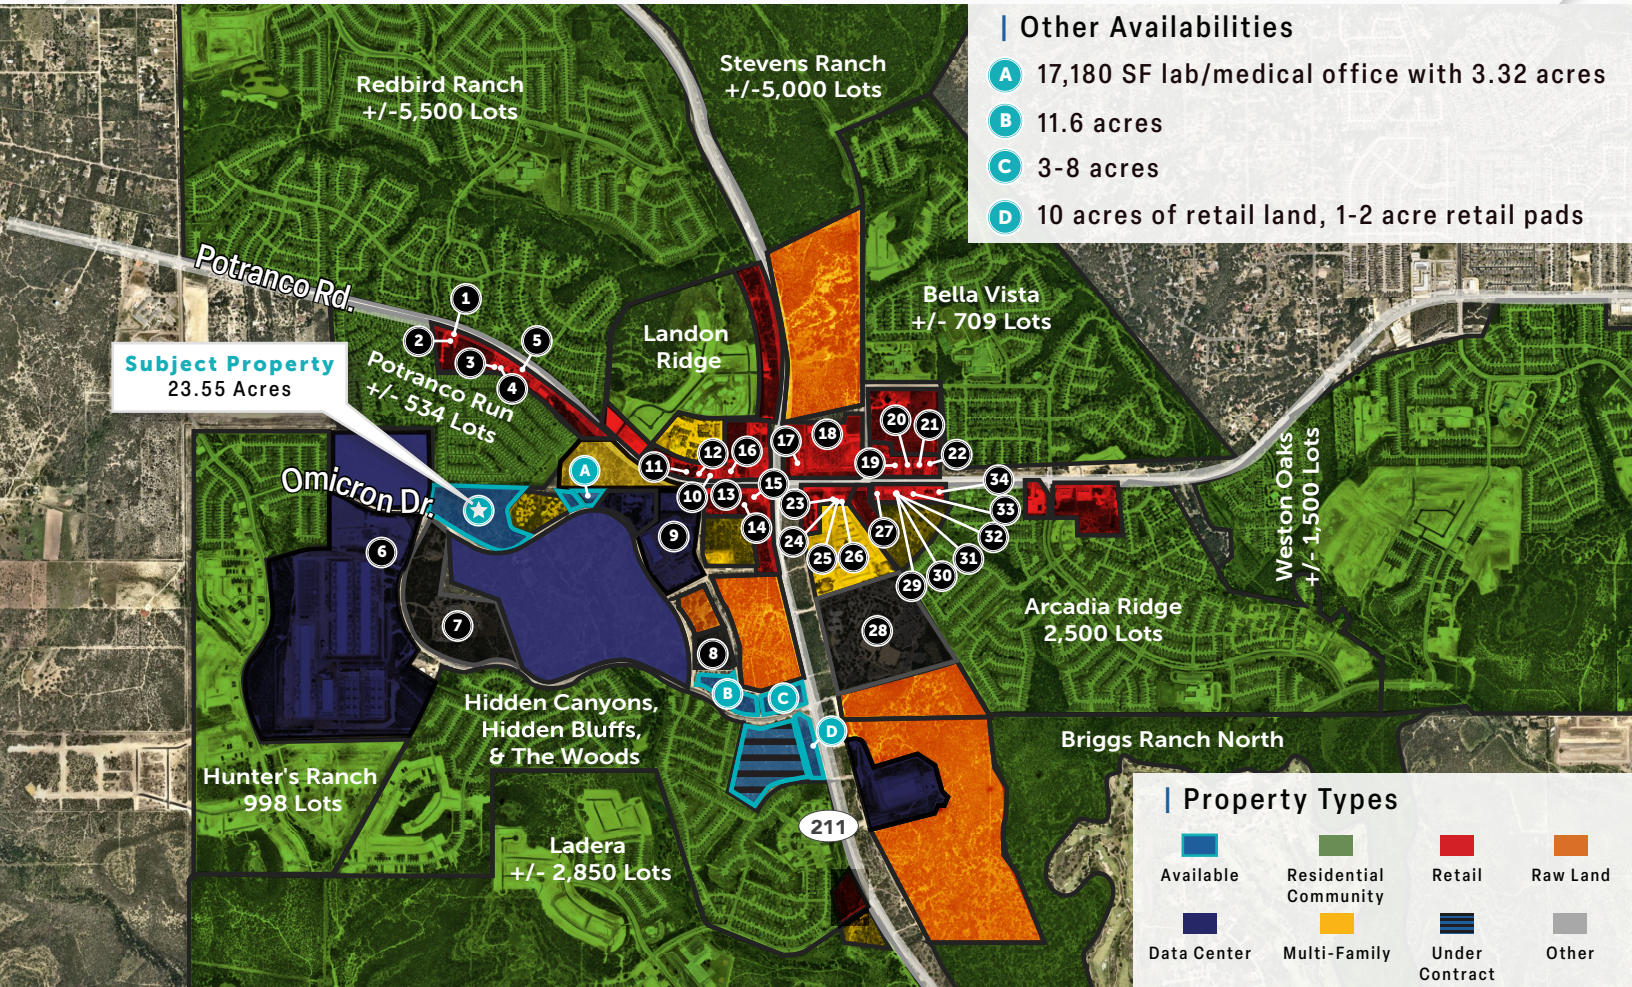 Other Availabilities
A 17,180 SF lab/medical office with 3.32 acres
B 11.6 acres
C 3-8 acres
D 10 acres of retail land, 1-2 acre retail pads
Redbird Ranch
+/-5,500 Lots
Stevens Ranch
+/-5,000 Lots
Potranco Rd.
Bella Vista
+/- 709 Lots
Landon
Ridge
Subject Property
23.55 Acres
Potranco Run
+/- 534 Lots
Omicron Dr.
1
2
3
4
5
6
7
8
9
10
11
12
13
14
15
16
17
18
19
20
21
22
23
24
25
26
27
28
29
30
31
32
33
34
A
B
C
D
Weston Oaks
+/- 1,500 Lots
Arcadia Ridge
2,500 Lots
Hidden Canyons,
Hidden Bluffs,
& The Woods
Hunter's Ranch
998 Lots
Ladera
+/- 2,850 Lots
Briggs Ranch North
211
Property Types
Available
Residential
Community
Retail
Raw Land
Data Center
Multi-Family
Under
Contract
Other